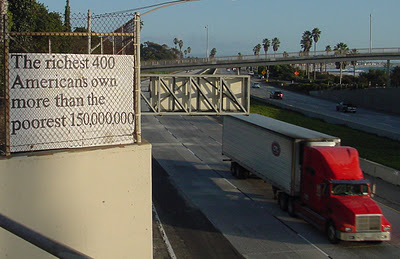 The richest 400
Americans own
more than the
poorest 150,000,000